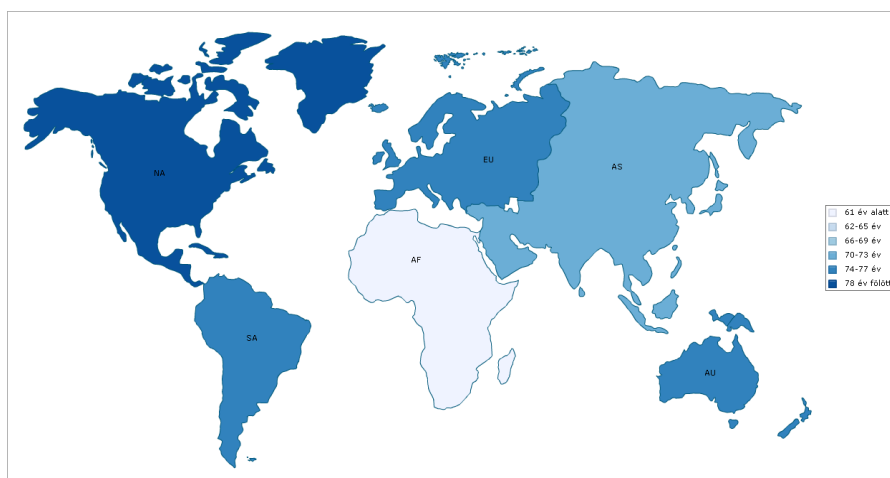 NA
EU
AS
AF
SA
AU
61 év alatt
62-65 év
66-69 év
70-73 év
74-77 év
78 év fölött